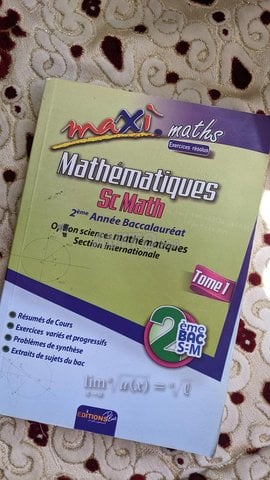 maxi.
maths
Exercices résolus
Mathématiques
Sc Math
2ème Année Baccalauréat
Option sciences mathématiques
Section internationale
Tome 1
2ème
BAC
S-M
Résumés de Cours
Exercices variés et progressifs
Problèmes de synthèse
Extraits de sujets du bac
EDITIONS Plus